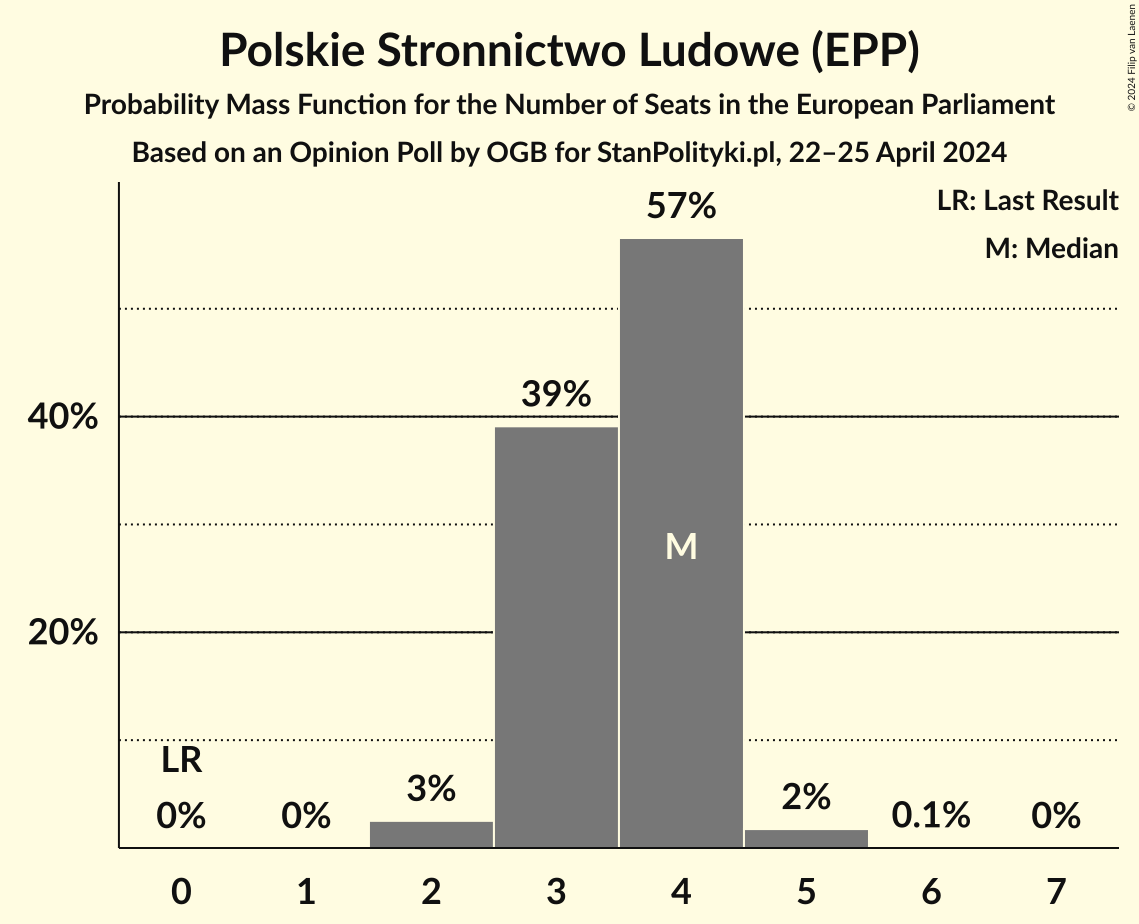 Polskie Stronnictwo Ludowe (EPP)
Probability Mass Function for the Number of Seats in the European Parliament
Based on an Opinion Poll by OGB for StanPolityki.pl, 22–25 April 2024
© 2024 Filip van Laenen
LR: Last Result
M: Median
57%
39%
40%
M
20%
LR
0%
0%
3%
2%
0.1%
0%
0 1 2 3 4 5 6 7